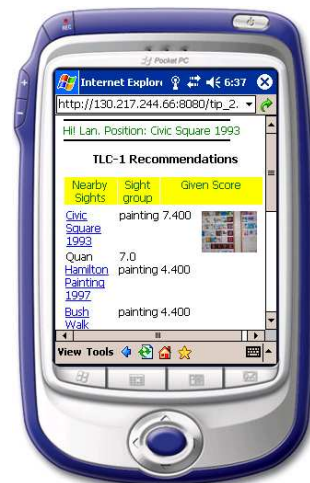 REC
Pocket PC
Internet Explore 6:37
http://130.217.244.66:8080/tip_2.
Hi! Lan. Position: Civic Square 1993
TLC-1 Recommendations
Nearby Sights Sight group Given Score
Civic Square 1993 painting 7.400
Quan 7.0
Hamilton Painting 1997 painting 4.400
Bush Walk painting 4.400
View Tools